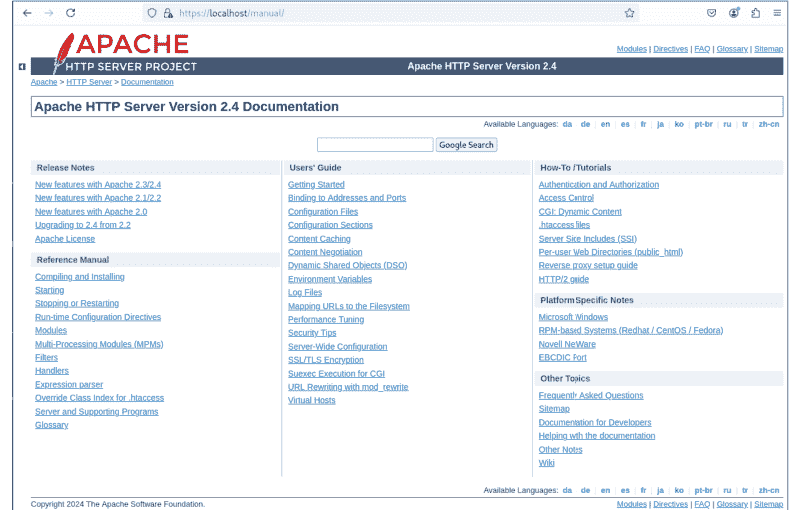 https://localhost/manual/
APACHE
HTTP SERVER PROJECT
Modules | Directives | FAQ | Glossary | Sitemap
Apache HTTP Server Version 2.4
Apache > HTTP Server > Documentation
Apache HTTP Server Version 2.4 Documentation
Available Languages: da | de | en | es | fr | ja | ko | pt-br | ru | tr | zh-cn
Google Search
Release Notes
New features with Apache 2.3/2.4
New features with Apache 2.1/2.2
New features with Apache 2.0
Upgrading to 2.4 from 2.2
Apache License
Reference Manual
Compiling and Installing
Starting
Stopping or Restarting
Run-time Configuration Directives
Modules
Multi-Processing Modules (MPMs)
Filters
Handlers
Expression parser
Override Class Index for .htaccess
Server and Supporting Programs
Glossary
Users' Guide
Getting Started
Binding to Addresses and Ports
Configuration Files
Configuration Sections
Content Caching
Content Negotiation
Dynamic Shared Objects (DSO)
Environment Variables
Log Files
Mapping URLs to the Filesystem
Performance Tuning
Security Tips
Server-Wide Configuration
SSL/TLS Encryption
Suexec Execution for CGI
URL Rewriting with mod_rewrite
Virtual Hosts
How-To / Tutorials
Authentication and Authorization
Access Control
CGI: Dynamic Content
.htaccess files
Server Side Includes (SSI)
Per-user Web Directories (public_html)
Reverse proxy setup guide
HTTP/2 guide
Platform Specific Notes
Microsoft Windows
RPM-based Systems (Redhat / CentOS / Fedora)
Novell NetWare
EBCDIC Port
Other Topics
Frequently Asked Questions
Sitemap
Documentation for Developers
Helping with the documentation
Other Notes
Wiki
Available Languages: da | de | en | es | fr | ja | ko | pt-br | ru | tr | zh-cn
Copyright 2024 The Apache Software Foundation.
Modules | Directives | FAQ | Glossary | Sitemap